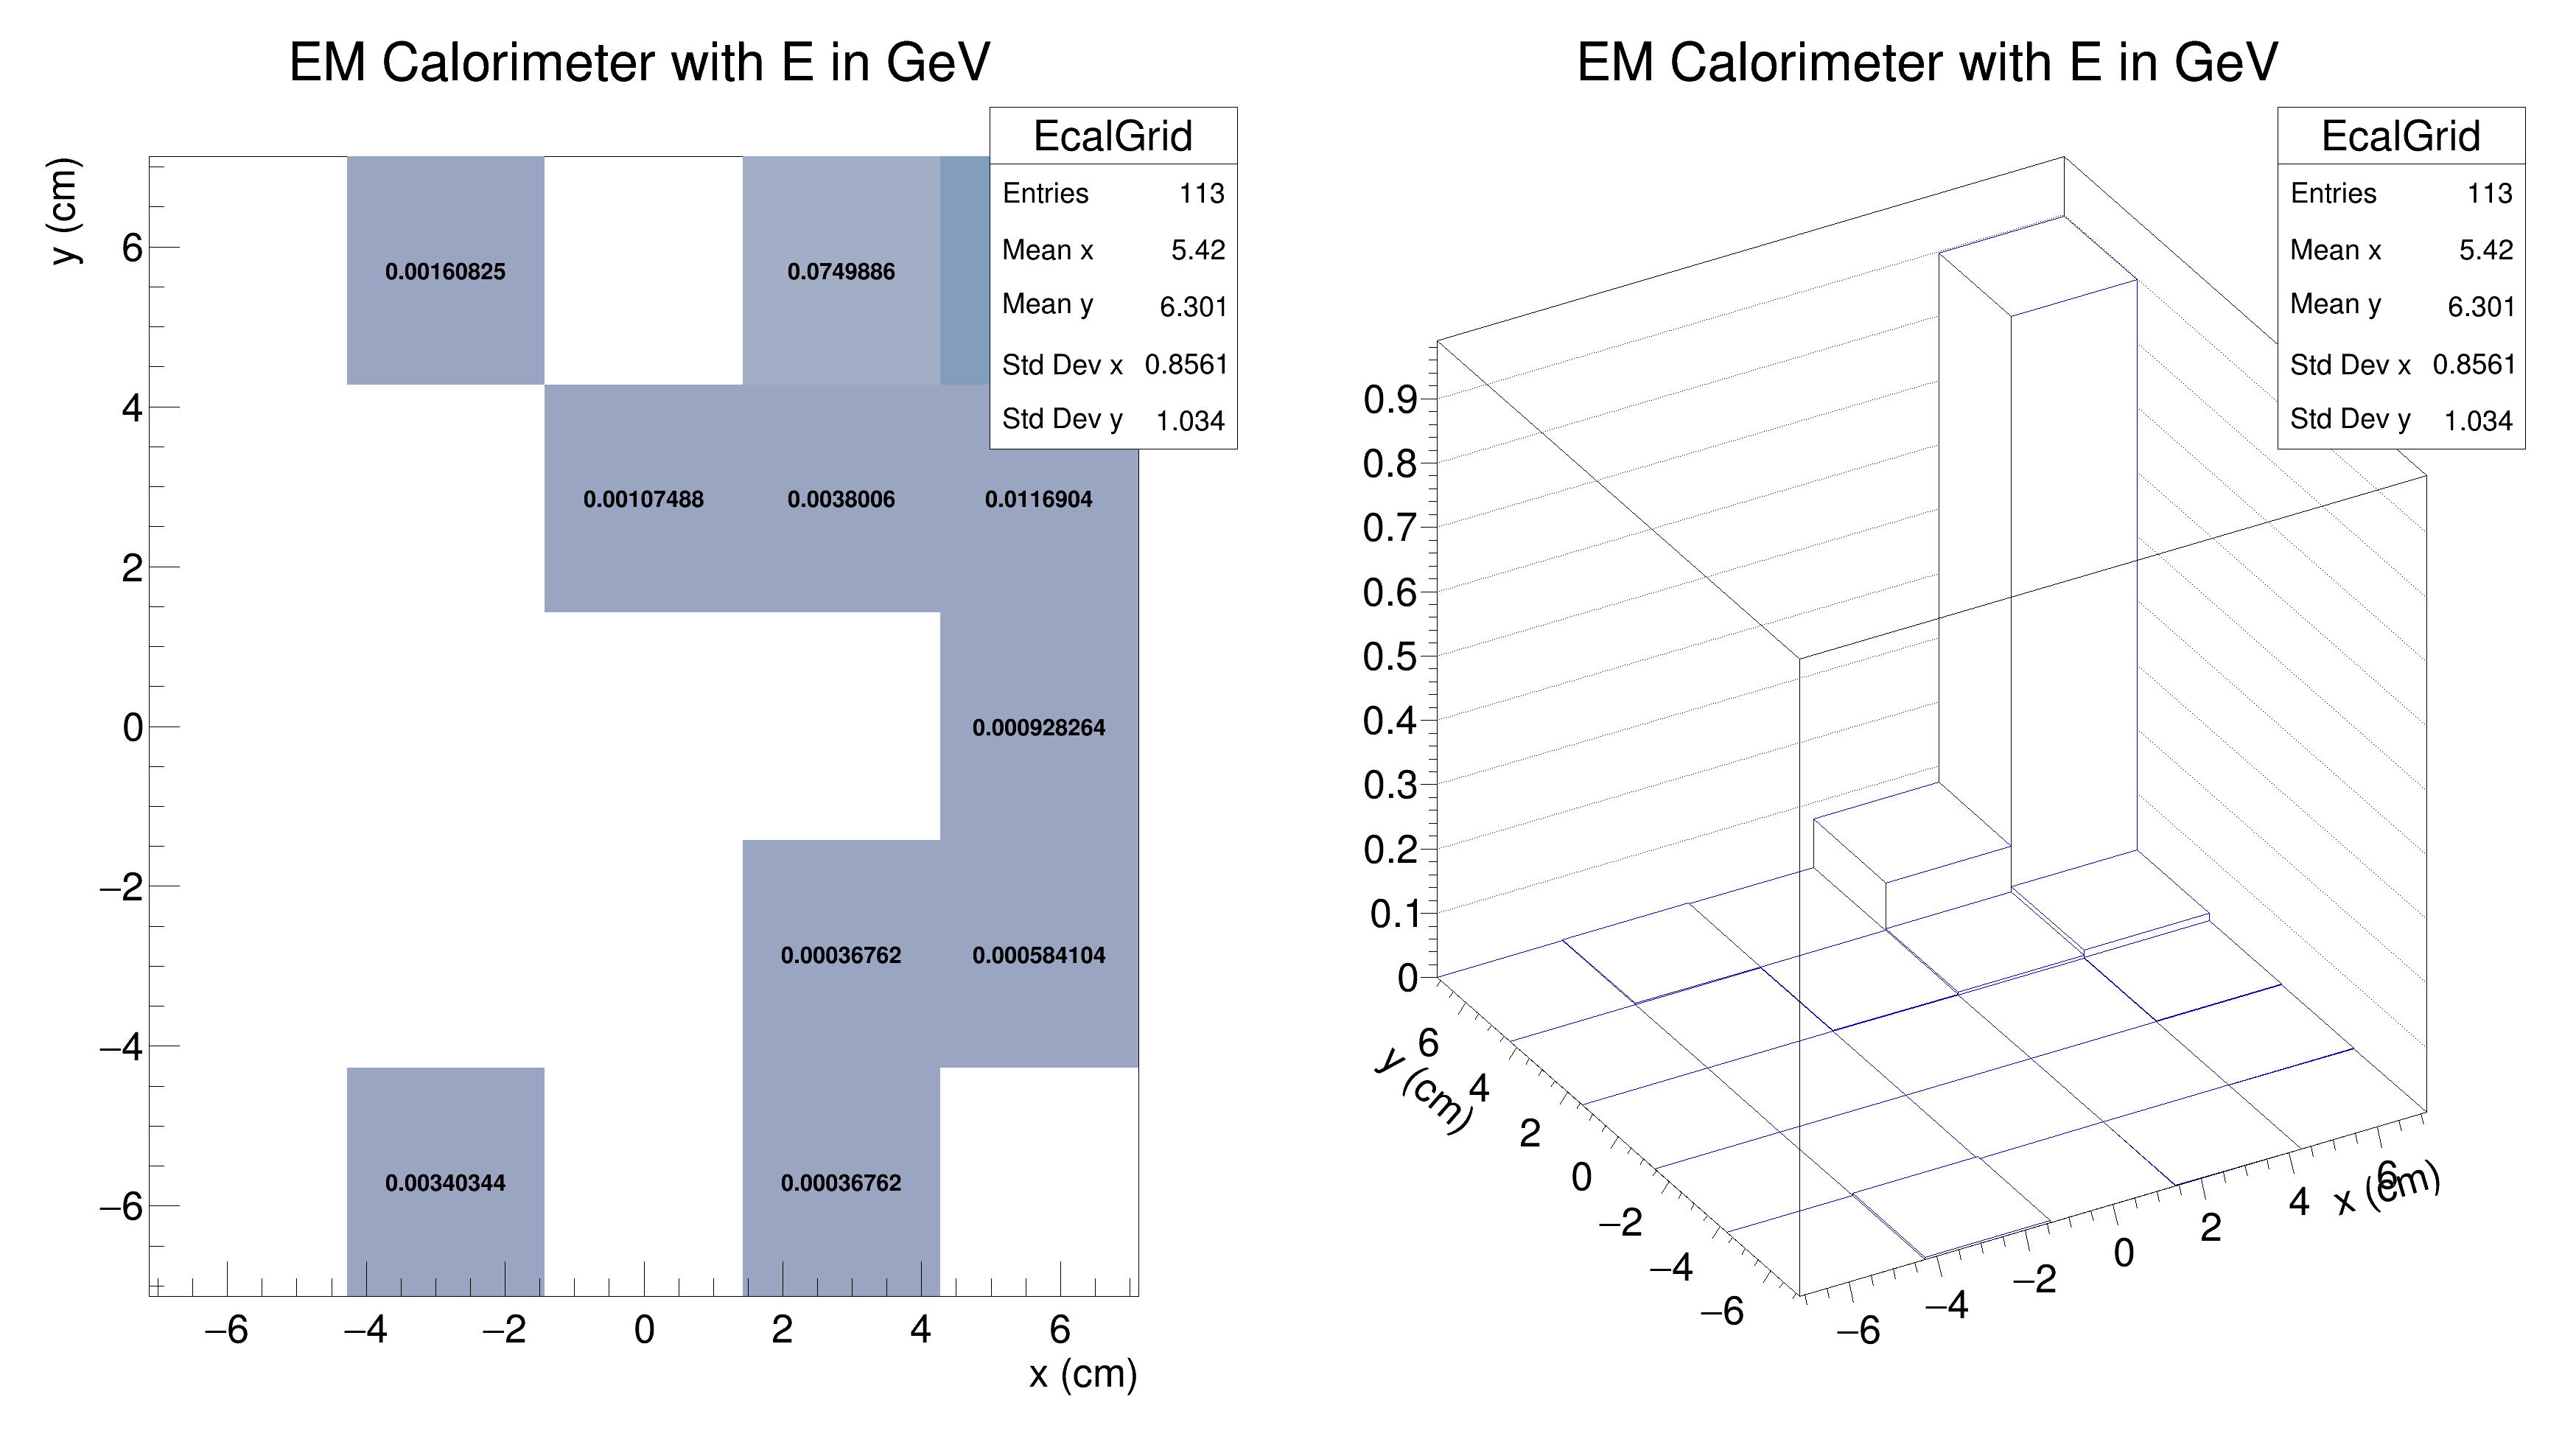 EM Calorimeter with E in GeV
EcalGrid
Entries 113
Mean x 5.42
Mean y 6.301
Std Dev x 0.8561
Std Dev y 1.034
y (cm)
6
4
2
0
−2
−4
−6
0.00160825 0.0749886
0.00107488 0.0038006 0.0116904
0.000928264
0.00036762 0.000584104
0.00340344 0.00036762
−6 −4 −2 0 2 4 6
x (cm)
EM Calorimeter with E in GeV
EcalGrid
Entries 113
Mean x 5.42
Mean y 6.301
Std Dev x 0.8561
Std Dev y 1.034
0.9
0.8
0.7
0.6
0.5
0.4
0.3
0.2
0.1
0
y (cm)
6
4
2
0
−2
−4
−6
−6 −4 −2 0 2 4 6
x (cm)